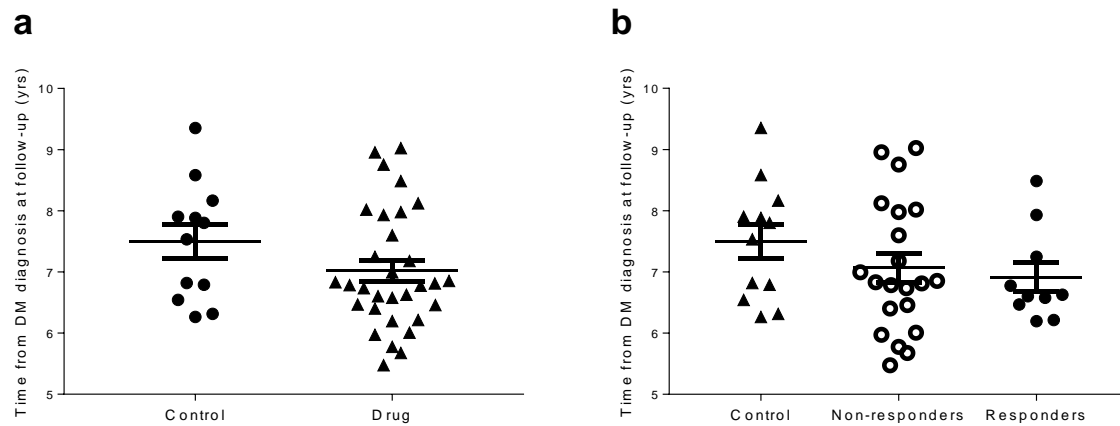 a
b
Time from DM diagnosis at follow-up (yrs)
10
9
8
7
6
5
Control
Drug
Time from DM diagnosis at follow-up (yrs)
10
9
8
7
6
5
Control
Non-responders
Responders